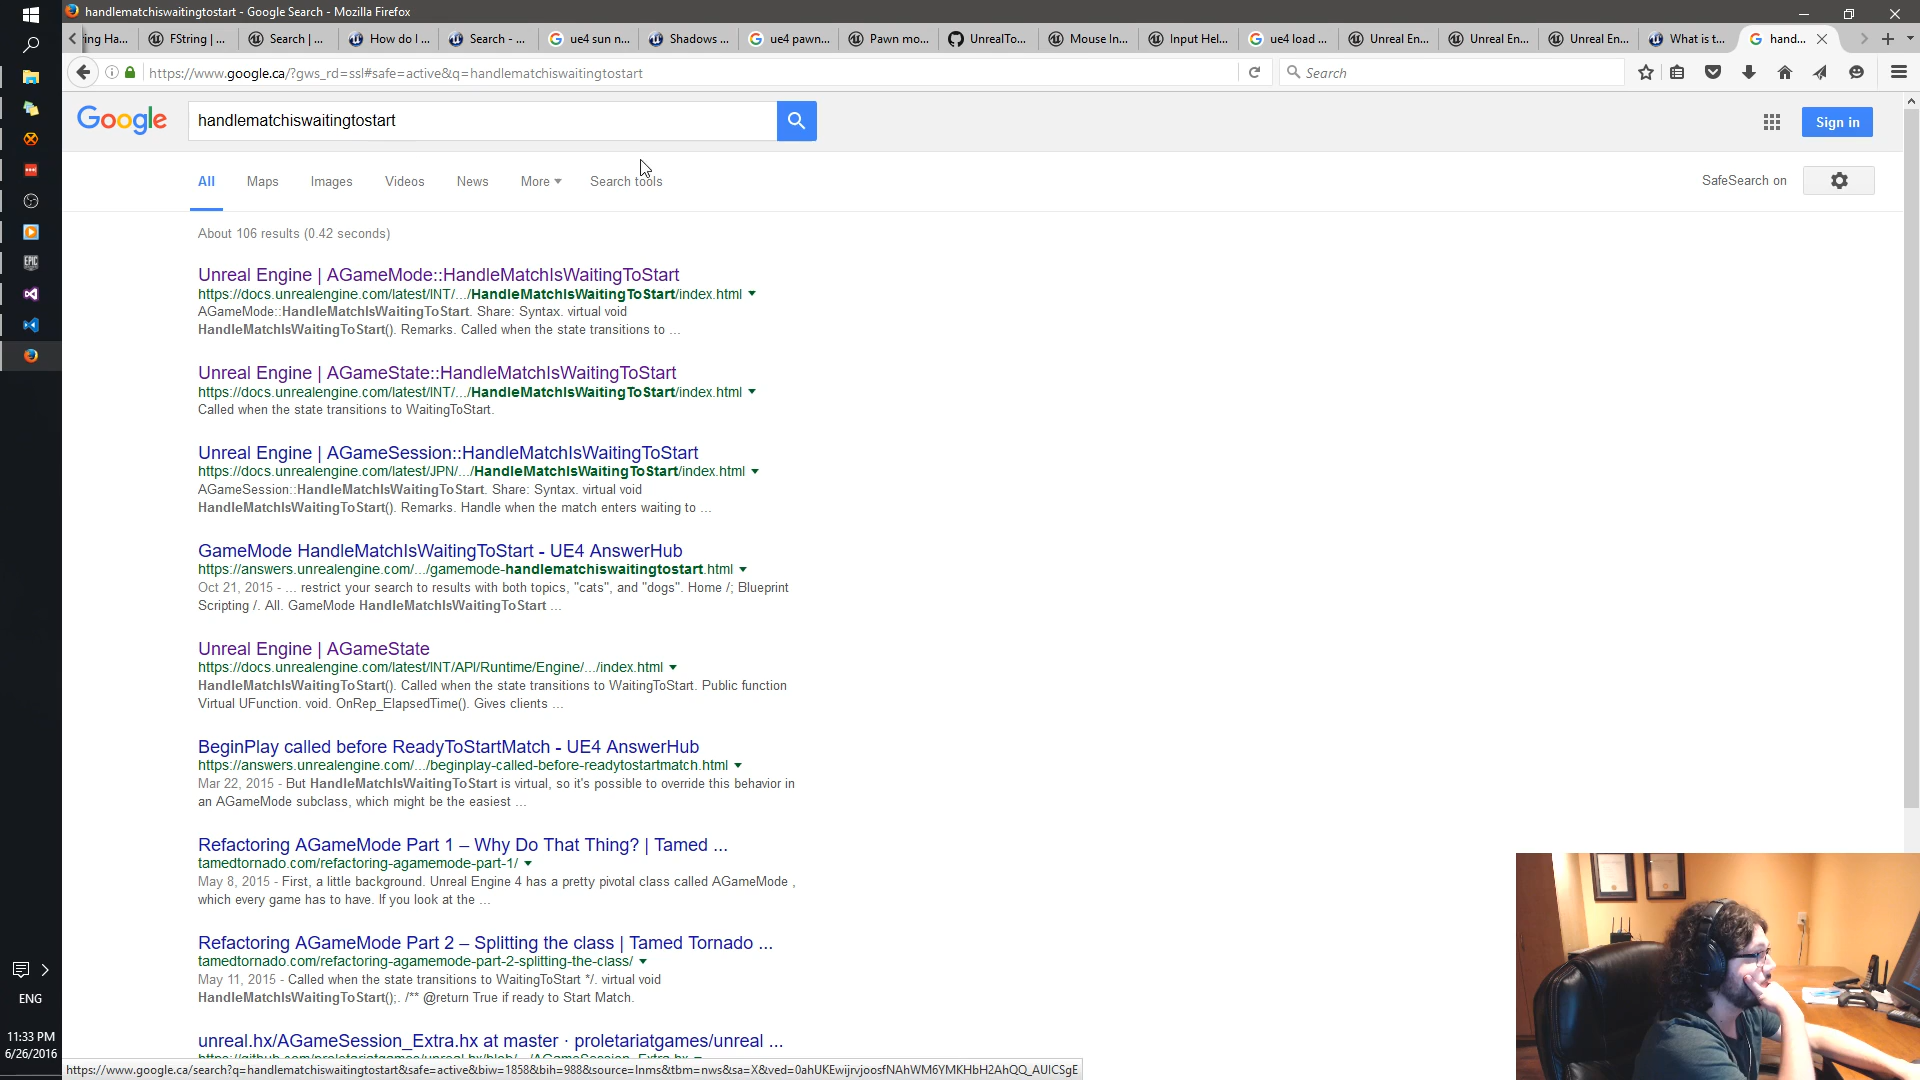 handlematchiswaitingtostart - Google Search - Mozilla Firefox
ing Ha...
FString | ...
Search | ...
How do I ...
Search - ...
ue4 sun n...
Shadows ...
ue4 pawn...
Pawn mo...
UnrealTo...
Mouse In...
Input Hel...
ue4 load ...
Unreal En...
Unreal En...
Unreal En...
What is t...
hand...
https://www.google.ca/?gws_rd=ssl#safe=active&q=handlematchiswaitingtostart
Search
Google
handlematchiswaitingtostart
Sign in
All
Maps
Images
Videos
News
More
Search tools
SafeSearch on
About 106 results (0.42 seconds)
Unreal Engine | AGameMode::HandleMatchIsWaitingToStart
https://docs.unrealengine.com/latest/INT/.../HandleMatchIsWaitingToStart/index.html
AGameMode::HandleMatchIsWaitingToStart. Share: Syntax. virtual void
HandleMatchIsWaitingToStart(). Remarks. Called when the state transitions to ...
Unreal Engine | AGameState::HandleMatchIsWaitingToStart
https://docs.unrealengine.com/latest/INT/.../HandleMatchIsWaitingToStart/index.html
Called when the state transitions to WaitingToStart.
Unreal Engine | AGameSession::HandleMatchIsWaitingToStart
https://docs.unrealengine.com/latest/JPN/.../HandleMatchIsWaitingToStart/index.html
AGameSession::HandleMatchIsWaitingToStart. Share: Syntax. virtual void
HandleMatchIsWaitingToStart(). Remarks. Handle when the match enters waiting to ...
GameMode HandleMatchIsWaitingToStart - UE4 AnswerHub
https://answers.unrealengine.com/.../gamemode-handlematchiswaitingtostart.html
Oct 21, 2015 - ... restrict your search to results with both topics, "cats", and "dogs". Home /; Blueprint
Scripting /. All. GameMode HandleMatchIsWaitingToStart ...
Unreal Engine | AGameState
https://docs.unrealengine.com/latest/INT/API/Runtime/Engine/.../index.html
HandleMatchIsWaitingToStart(). Called when the state transitions to WaitingToStart. Public function
Virtual UFunction. void. OnRep_ElapsedTime(). Gives clients ...
BeginPlay called before ReadyToStartMatch - UE4 AnswerHub
https://answers.unrealengine.com/.../beginplay-called-before-readytostartmatch.html
Mar 22, 2015 - But HandleMatchIsWaitingToStart is virtual, so it's possible to override this behavior in
an AGameMode subclass, which might be the easiest ...
Refactoring AGameMode Part 1 – Why Do That Thing? | Tamed ...
tamedtornado.com/refactoring-agamemode-part-1/
May 8, 2015 - First, a little background. Unreal Engine 4 has a pretty pivotal class called AGameMode ,
which every game has to have. If you look at the ...
Refactoring AGameMode Part 2 – Splitting the class | Tamed Tornado ...
tamedtornado.com/refactoring-agamemode-part-2-splitting-the-class/
May 11, 2015 - Called when the state transitions to WaitingToStart */. virtual void
HandleMatchIsWaitingToStart();. /** @return True if ready to Start Match.
unreal.hx/AGameSession_Extra.hx at master · proletariatgames/unreal ...
https://www.google.ca/search?q=handlematchiswaitingtostart&safe=active&biw=1858&bih=988&source=lnms&tbm=nws&sa=X&ved=0ahUKEwijrvjoosfNAhWM6YMKHbH2AhQQ_AUICSgE
EPIC
ENG
11:33 PM
6/26/2016